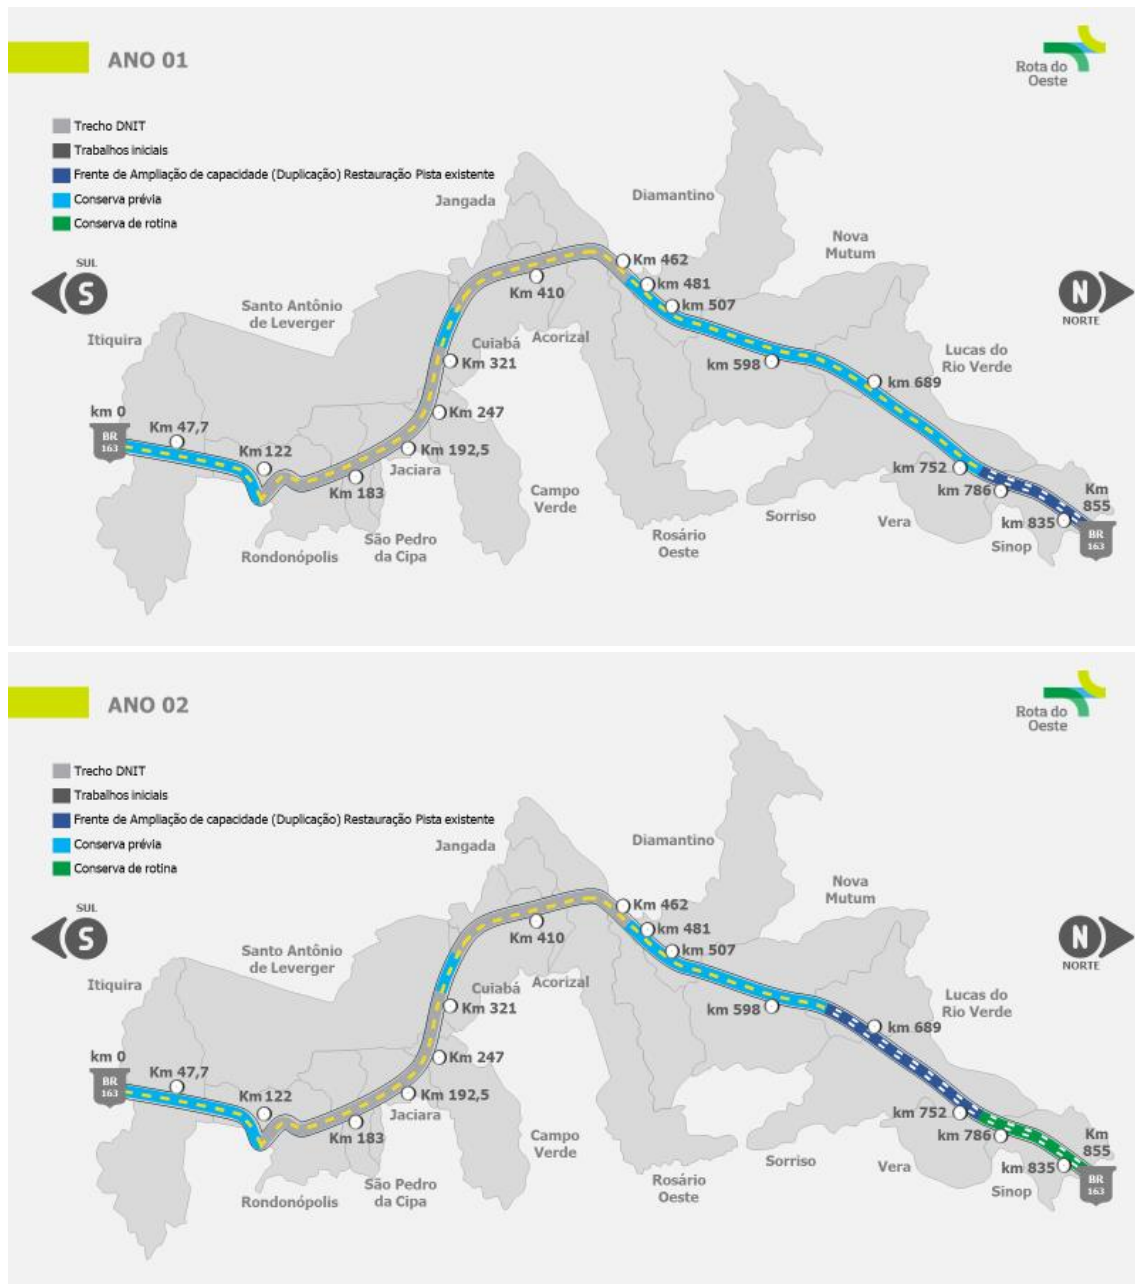 ANO 01
Rota do
Oeste
Trecho DNIT
Trabalhos iniciais
Frente de Ampliação de capacidade (Duplicação) Restauração Pista existente
Conserva prévia
Conserva de rotina
Diamantino
Jangada
Nova
Mutum
SUL
S
Km 462
km 481
Km 410
km 507
N
NORTE
Santo Antônio
de Leverger
Itiquira
Cuiabá
Acorizal
Lucas do
Rio Verde
Km 321
km 598
km 689
km 0
BR
163
Km 47,7
Km 247
Km 122
Km 192,5
Jaciara
km 752
Km 183
km 786
Km
855
Campo
Verde
Sorriso
Vera
km 835
BR
163
São Pedro
da Cipa
Rondonópolis
Rosário
Oeste
Sinop
ANO 02
Rota do
Oeste
Trecho DNIT
Trabalhos iniciais
Frente de Ampliação de capacidade (Duplicação) Restauração Pista existente
Conserva prévia
Conserva de rotina
Diamantino
Jangada
Nova
Mutum
SUL
S
Km 462
km 481
Km 410
km 507
N
NORTE
Santo Antônio
de Leverger
Itiquira
Cuiabá
Acorizal
Lucas do
Rio Verde
Km 321
km 598
km 689
km 0
BR
163
Km 47,7
Km 247
Km 122
Km 192,5
Jaciara
km 752
Km 183
km 786
Km
855
Campo
Verde
Sorriso
Vera
km 835
BR
163
São Pedro
da Cipa
Rondonópolis
Rosário
Oeste
Sinop